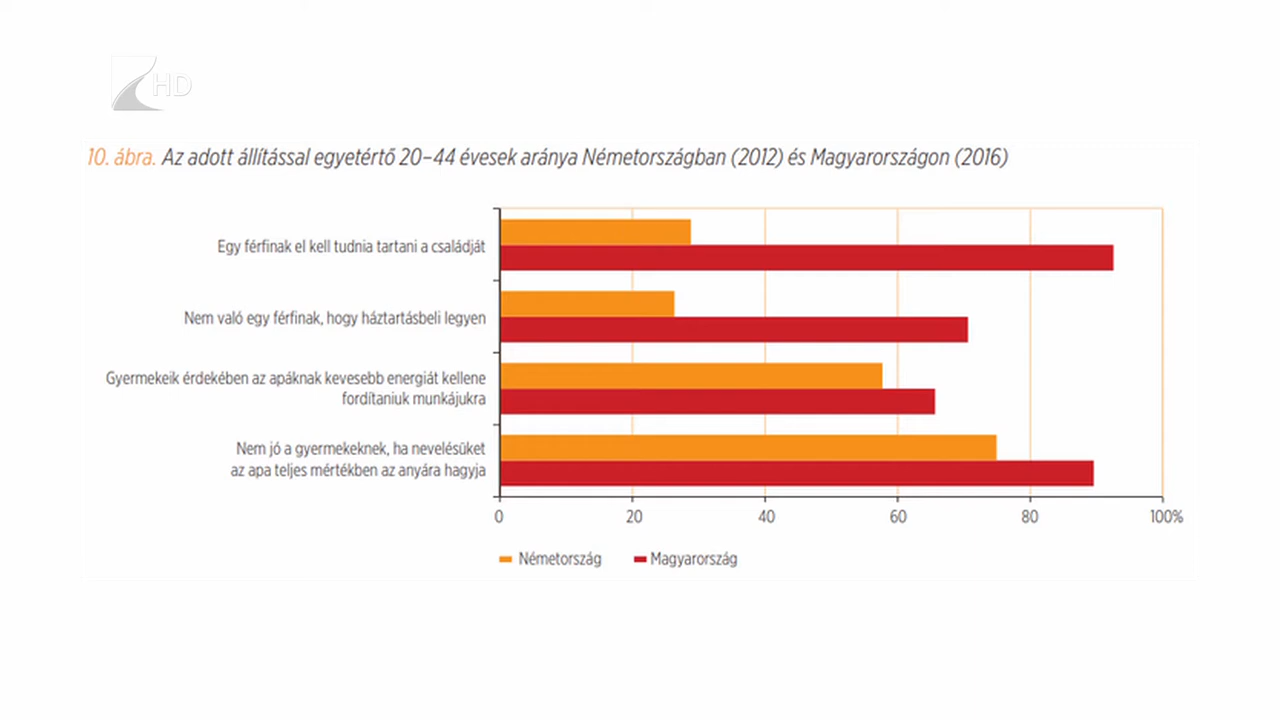 HD
10. ábra. Az adott állítással egyetértő 20–44 évesek aránya Németországban (2012) és Magyarországon (2016)
Egy férfinak el kell tudnia tartani a családját
Nem való egy férfinak, hogy háztartásbeli legyen
Gyermekeik érdekében az apáknak kevesebb energiát kellene
fordítaniuk munkájukra
Nem jó a gyermekeknek, ha nevelésüket
az apa teljes mértékben az anyára hagyja
0 20 40 60 80 100%
Németország Magyarország